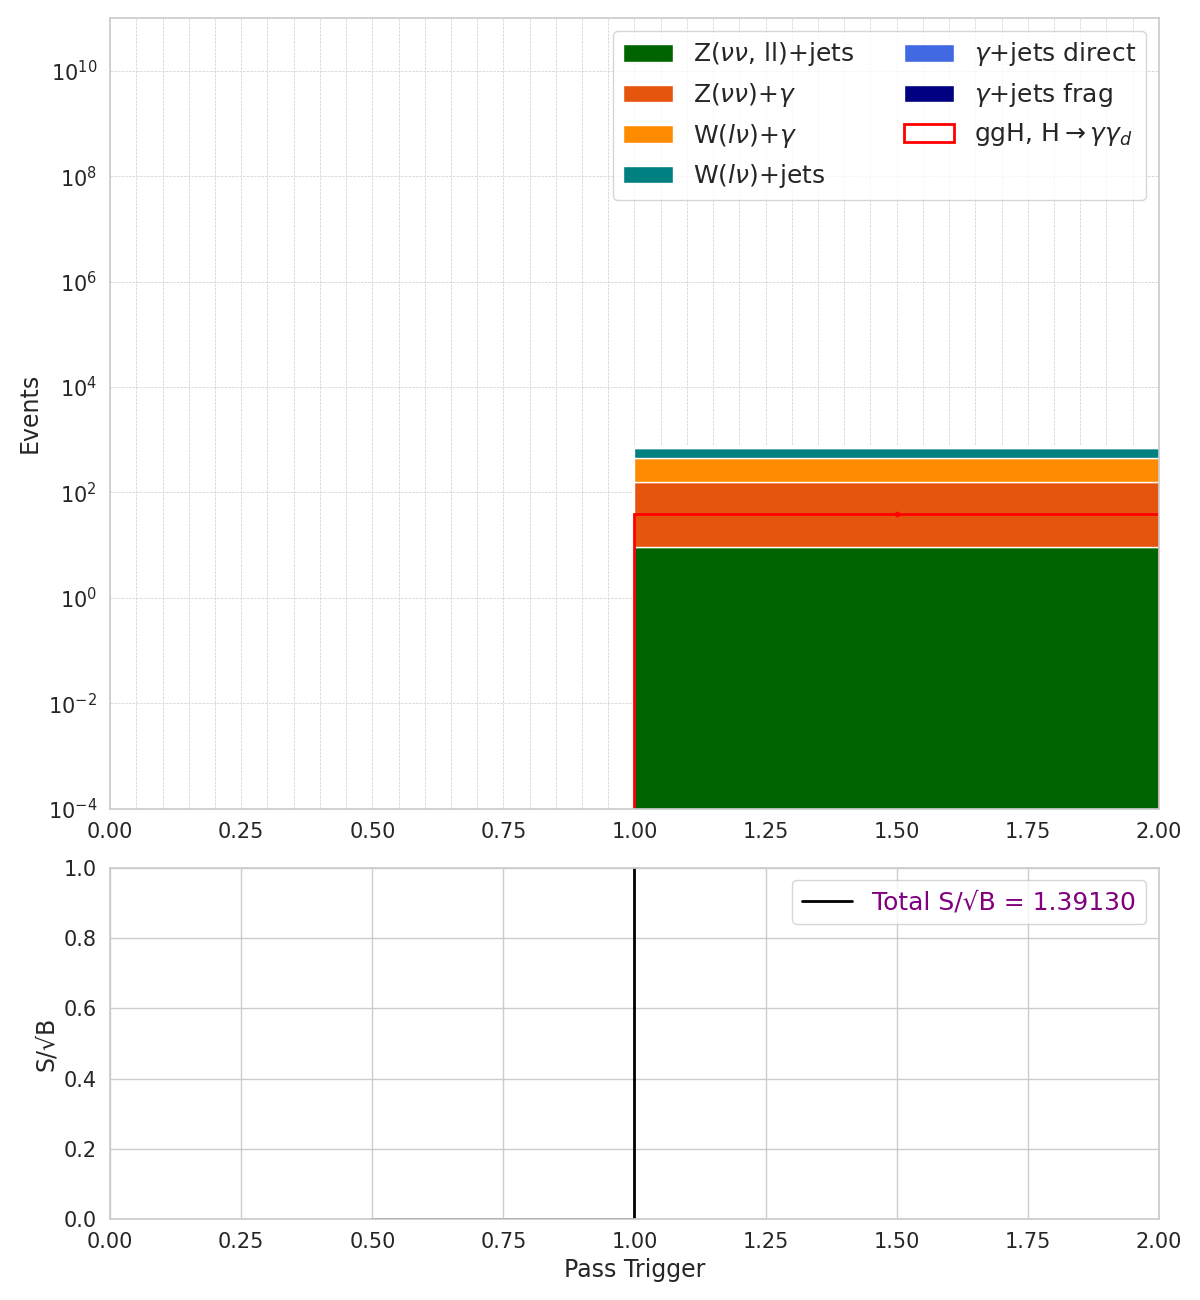 Z(νν, ll)+jets
Z(νν)+γ
W(lν)+γ
W(lν)+jets
γ+jets direct
γ+jets frag
ggH, H→γγ_d
Events
10^10
10^8
10^6
10^4
10^2
10^0
10^−2
10^−4
0.00 0.25 0.50 0.75 1.00 1.25 1.50 1.75 2.00
Total S/√B = 1.39130
S/√B
1.0
0.8
0.6
0.4
0.2
0.0
0.00 0.25 0.50 0.75 1.00 1.25 1.50 1.75 2.00
Pass Trigger